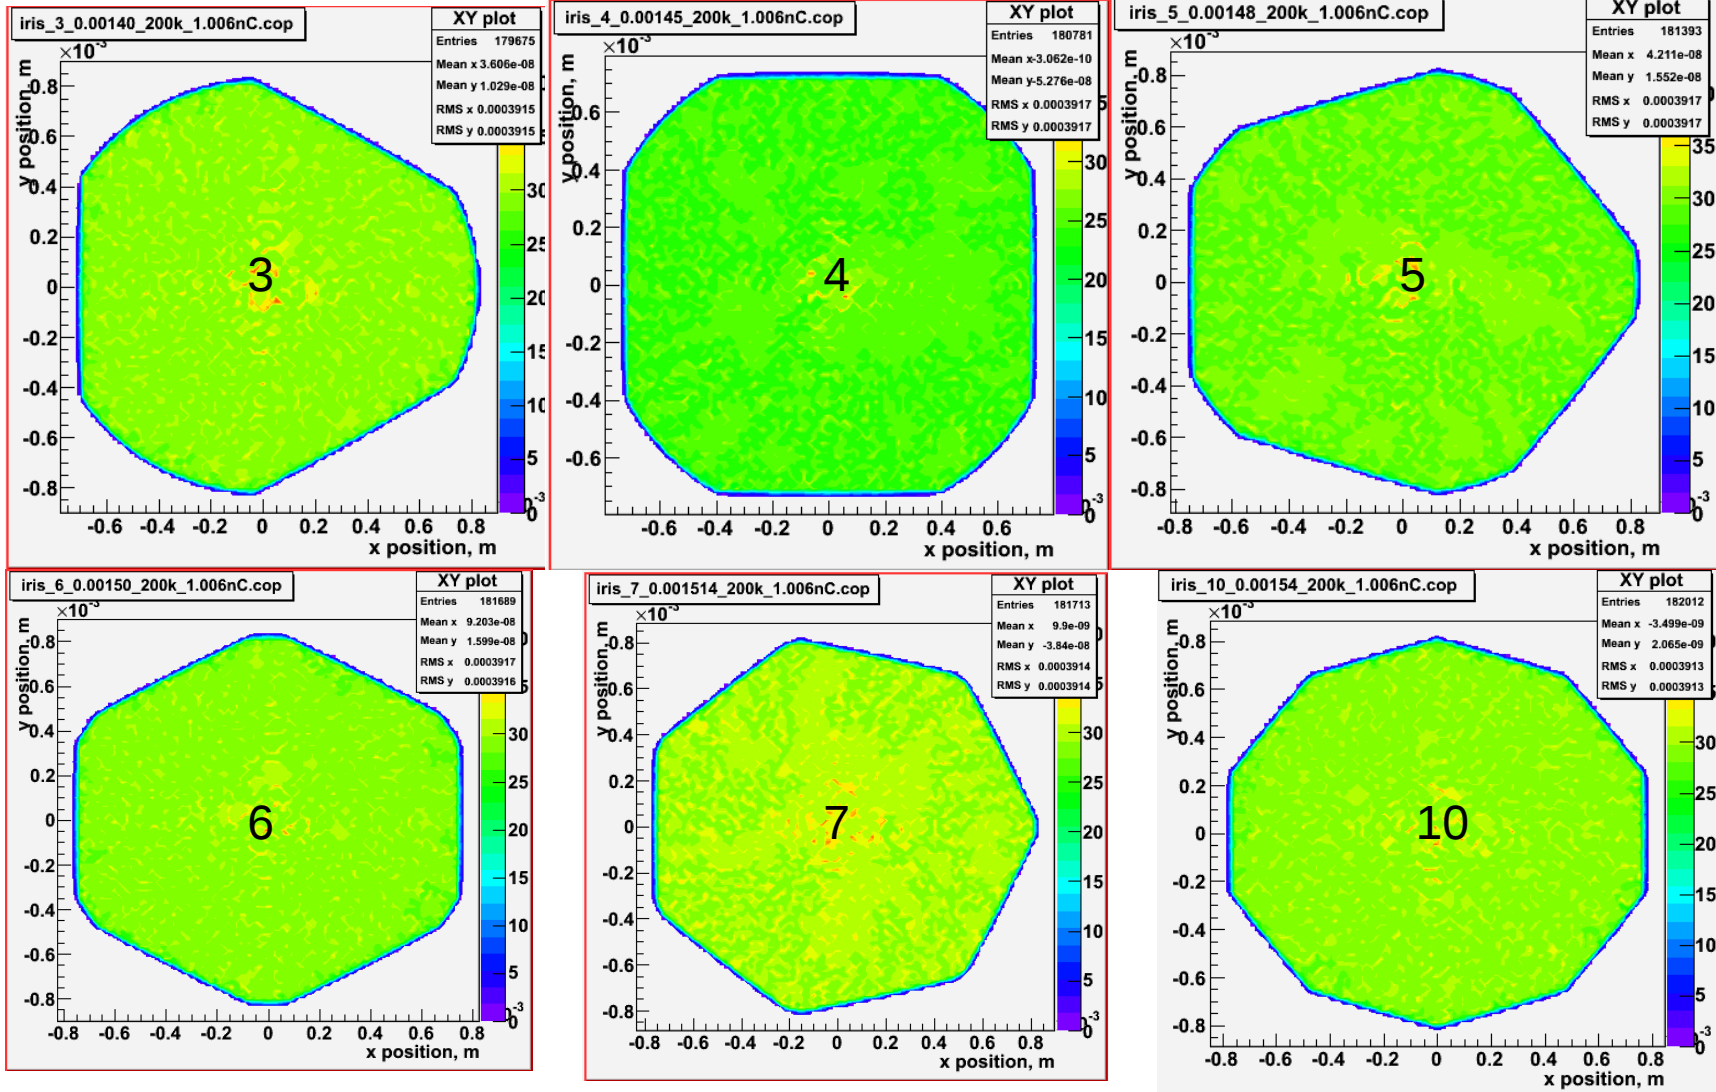 iris_3_0.00140_200k_1.006nC.cop
XY plot
Entries 179675
Mean x 3.606e-08
Mean y 1.029e-08
RMS x 0.0003915
RMS y 0.0003915
×10-3
y position, m
0.8
0.6
0.4
0.2
0
-0.2
-0.4
-0.6
-0.8
3
-0.6 -0.4 -0.2 0 0.2 0.4 0.6 0.8
x position, m
30
25
20
15
10
5
0
iris_4_0.00145_200k_1.006nC.cop
XY plot
Entries 180781
Mean x-3.062e-10
Mean y-5.276e-08
RMS x 0.0003917
RMS y 0.0003917
×10-3
y position, m
0.6
0.4
0.2
0
-0.2
-0.4
-0.6
4
-0.6 -0.4 -0.2 0 0.2 0.4 0.6
x position, m
30
25
20
15
10
5
0
iris_5_0.00148_200k_1.006nC.cop
XY plot
Entries 181393
Mean x 4.211e-08
Mean y 1.552e-08
RMS x 0.0003917
RMS y 0.0003917
×10-3
y position, m
0.8
0.6
0.4
0.2
0
-0.2
-0.4
-0.6
-0.8
5
-0.8 -0.6 -0.4 -0.2 0 0.2 0.4 0.6 0.8
x position, m
35
30
25
20
15
10
5
0
iris_6_0.00150_200k_1.006nC.cop
XY plot
Entries 181689
Mean x 9.203e-08
Mean y 1.599e-08
RMS x 0.0003917
RMS y 0.0003916
×10-3
y position, m
0.8
0.6
0.4
0.2
0
-0.2
-0.4
-0.6
-0.8
6
-0.8 -0.6 -0.4 -0.2 0 0.2 0.4 0.6 0.8
x position, m
30
25
20
15
10
5
0
iris_7_0.001514_200k_1.006nC.cop
XY plot
Entries 181713
Mean x 9.9e-09
Mean y -3.84e-08
RMS x 0.0003914
RMS y 0.0003914
×10-3
y position, m
0.8
0.6
0.4
0.2
0
-0.2
-0.4
-0.6
-0.8
7
-0.8 -0.6 -0.4 -0.2 0 0.2 0.4 0.6 0.8
x position, m
30
25
20
15
10
5
0
iris_10_0.00154_200k_1.006nC.cop
XY plot
Entries 182012
Mean x -3.499e-09
Mean y 2.065e-09
RMS x 0.0003913
RMS y 0.0003913
×10-3
y position, m
0.8
0.6
0.4
0.2
0
-0.2
-0.4
-0.6
-0.8
10
-0.8 -0.6 -0.4 -0.2 0 0.2 0.4 0.6 0.8
x position, m
30
25
20
15
10
5
0